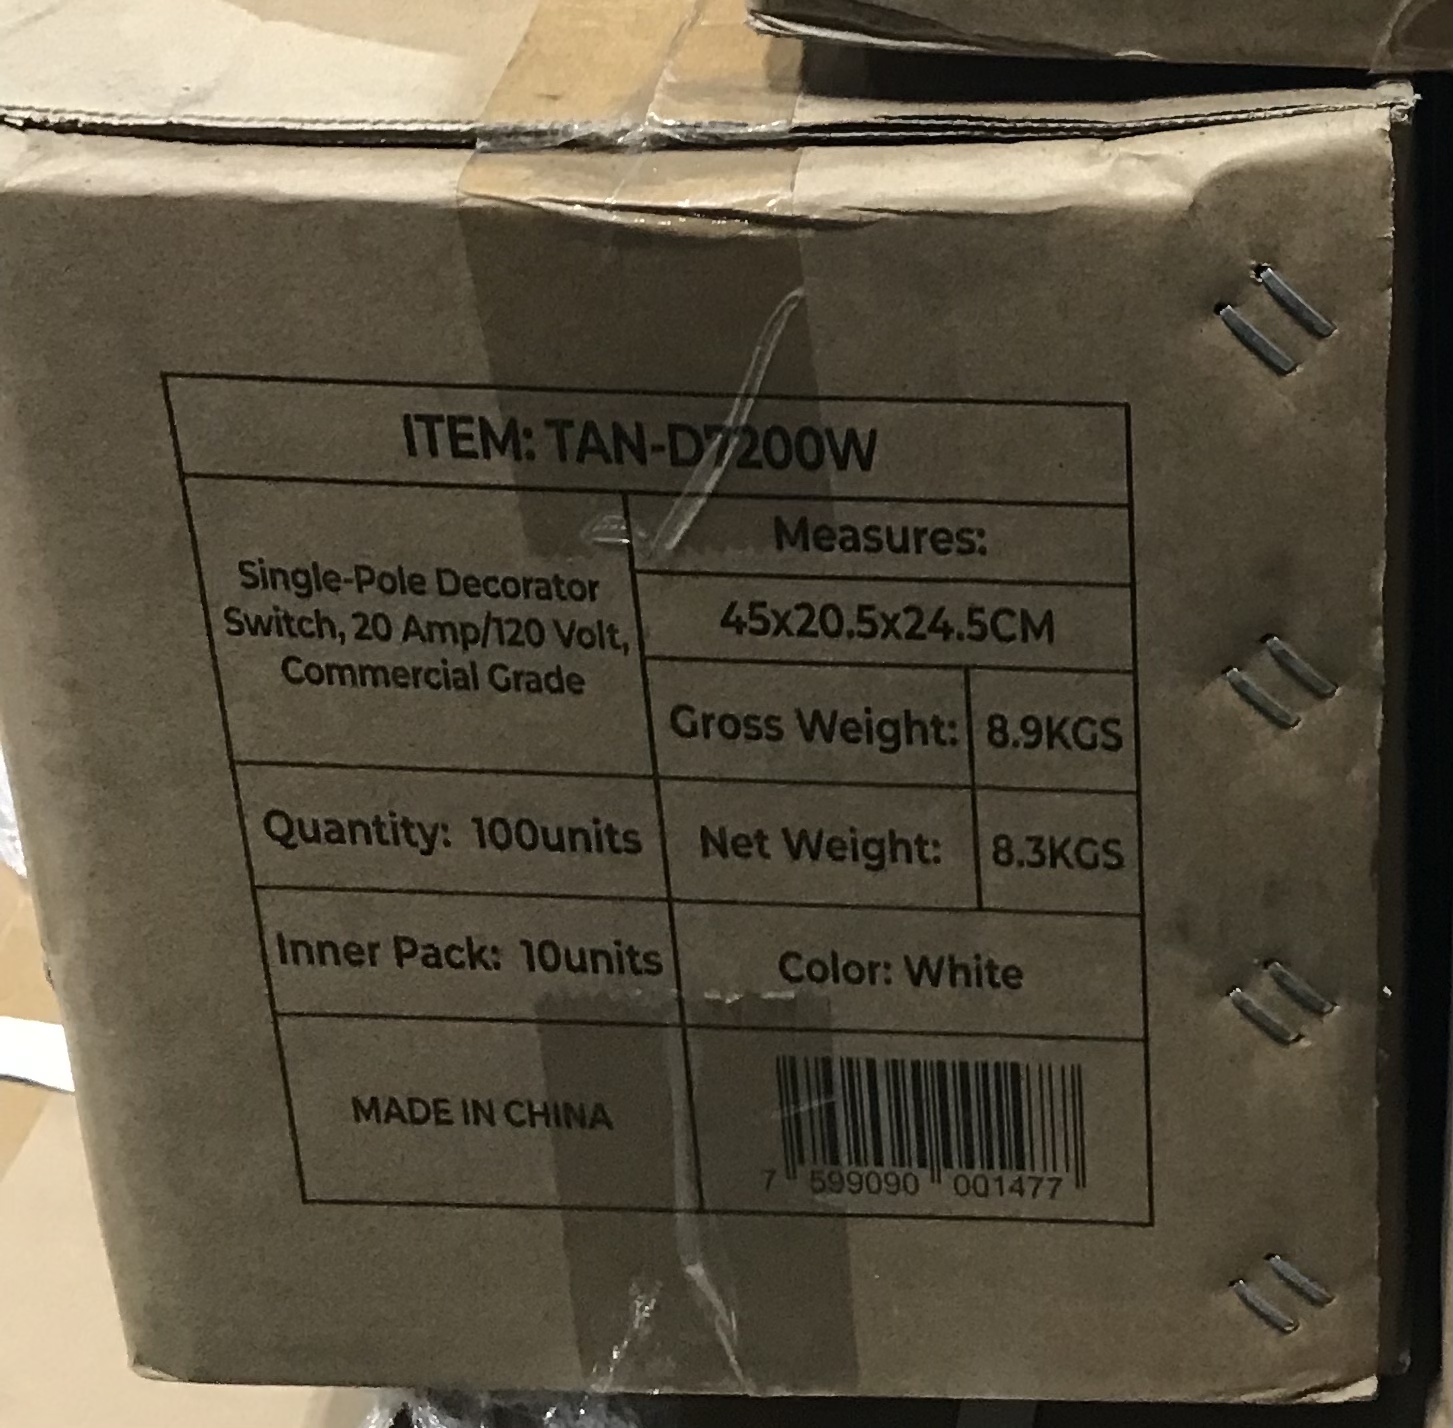 ITEM: TAN-D7200W
Single-Pole Decorator
Switch, 20 Amp/120 Volt,
Commercial Grade
Measures:
45x20.5x24.5CM
Gross Weight: 8.9KGS
Quantity: 100units
Net Weight: 8.3KGS
Inner Pack: 10units
Color: White
MADE IN CHINA
7 599090 001477